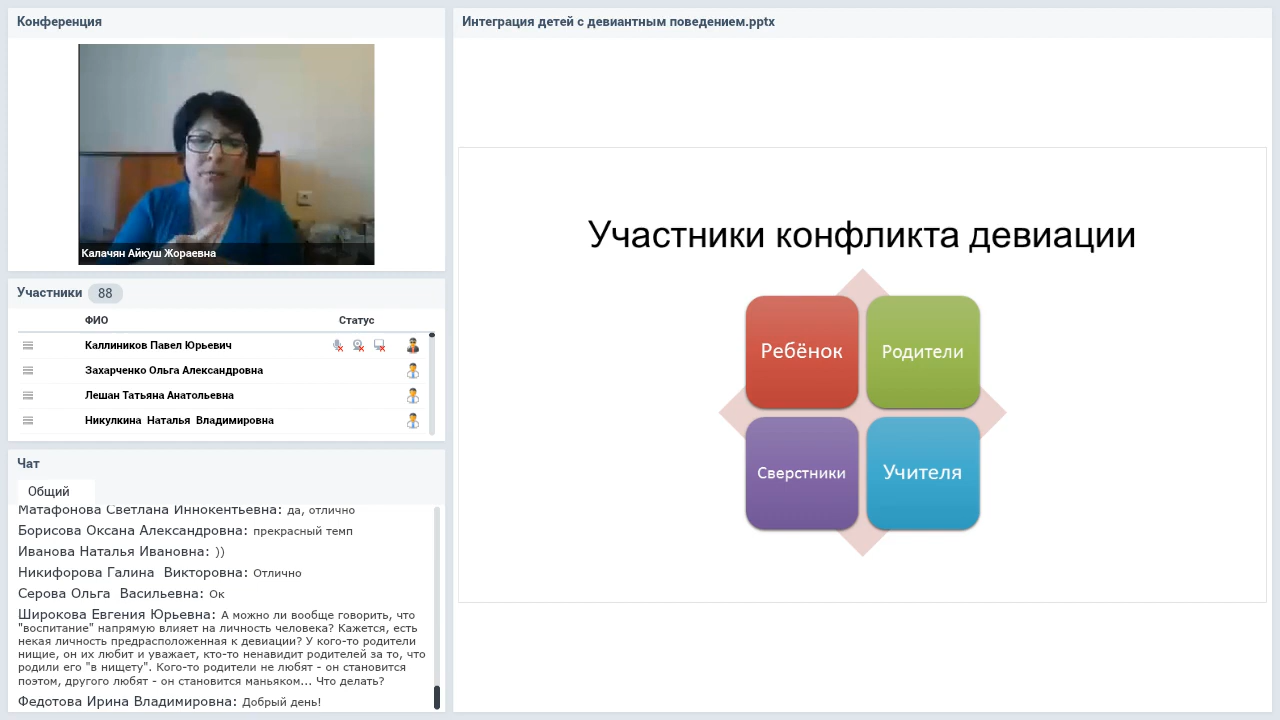 Конференция
Калачян Айкуш Жораевна
Участники 88
ФИО Статус
Каллиников Павел Юрьевич
Захарченко Ольга Александровна
Лешан Татьяна Анатольевна
Никулкина Наталья Владимировна
Чат
Общий
Матафонова Светлана Иннокентьевна: да, отлично
Борисова Оксана Александровна: прекрасный темп
Иванова Наталья Ивановна: ))
Никифорова Галина Викторовна: Отлично
Серова Ольга Васильевна: Ок
Широкова Евгения Юрьевна: А можно ли вообще говорить, что
"воспитание" напрямую влияет на личность человека? Кажется, есть
некая личность предрасположенная к девиации? У кого-то родители
нищие, он их любит и уважает, кто-то ненавидит родителей за то, что
родили его "в нищету". Кого-то родители не любят - он становится
поэтом, другого любят - он становится маньяком... Что делать?
Федотова Ирина Владимировна: Добрый день!
Интеграция детей с девиантным поведением.pptx
Участники конфликта девиации
Ребёнок
Родители
Сверстники
Учителя